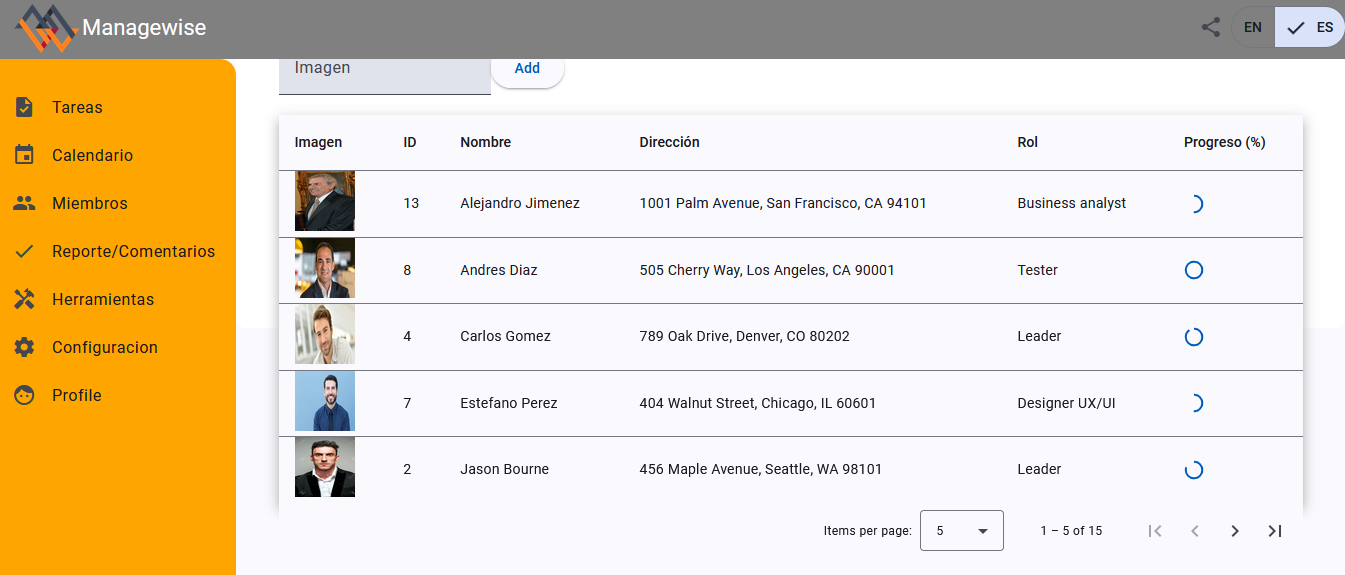 Managewise
EN
ES
Tareas
Calendario
Miembros
Reporte/Comentarios
Herramientas
Configuracion
Profile
Imagen
Add
Imagen ID Nombre Dirección Rol Progreso (%)
13 Alejandro Jimenez 1001 Palm Avenue, San Francisco, CA 94101 Business analyst
8 Andres Diaz 505 Cherry Way, Los Angeles, CA 90001 Tester
4 Carlos Gomez 789 Oak Drive, Denver, CO 80202 Leader
7 Estefano Perez 404 Walnut Street, Chicago, IL 60601 Designer UX/UI
2 Jason Bourne 456 Maple Avenue, Seattle, WA 98101 Leader
Items per page: 5 1 – 5 of 15